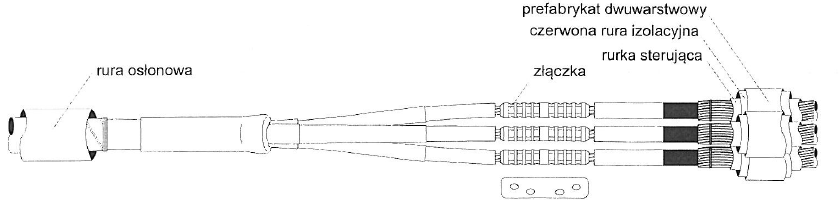 prefabrykat dwuwarstwowy
czerwona rura izolacyjna
rurka sterująca
złączka
rura osłonowa